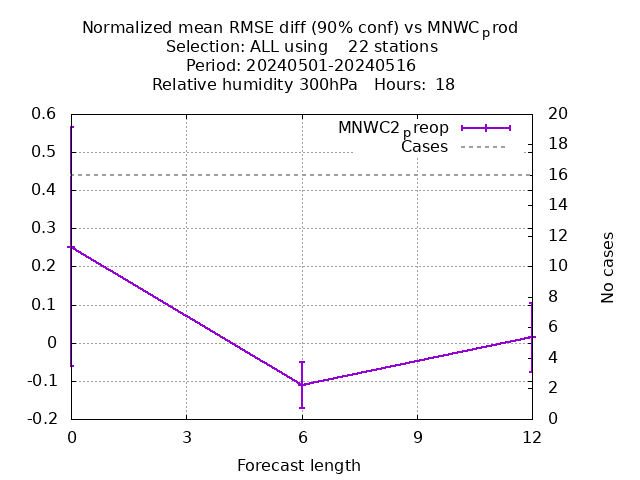 Normalized mean RMSE diff (90% conf) vs MNWCprod
Selection: ALL using    22 stations
Period: 20240501-20240516
Relative humidity 300hPa   Hours:  18
MNWC2preop
Cases
0.6
0.5
0.4
0.3
0.2
0.1
0
-0.1
-0.2
20
18
16
14
12
10
8
6
4
2
0
No cases
0 3 6 9 12
Forecast length